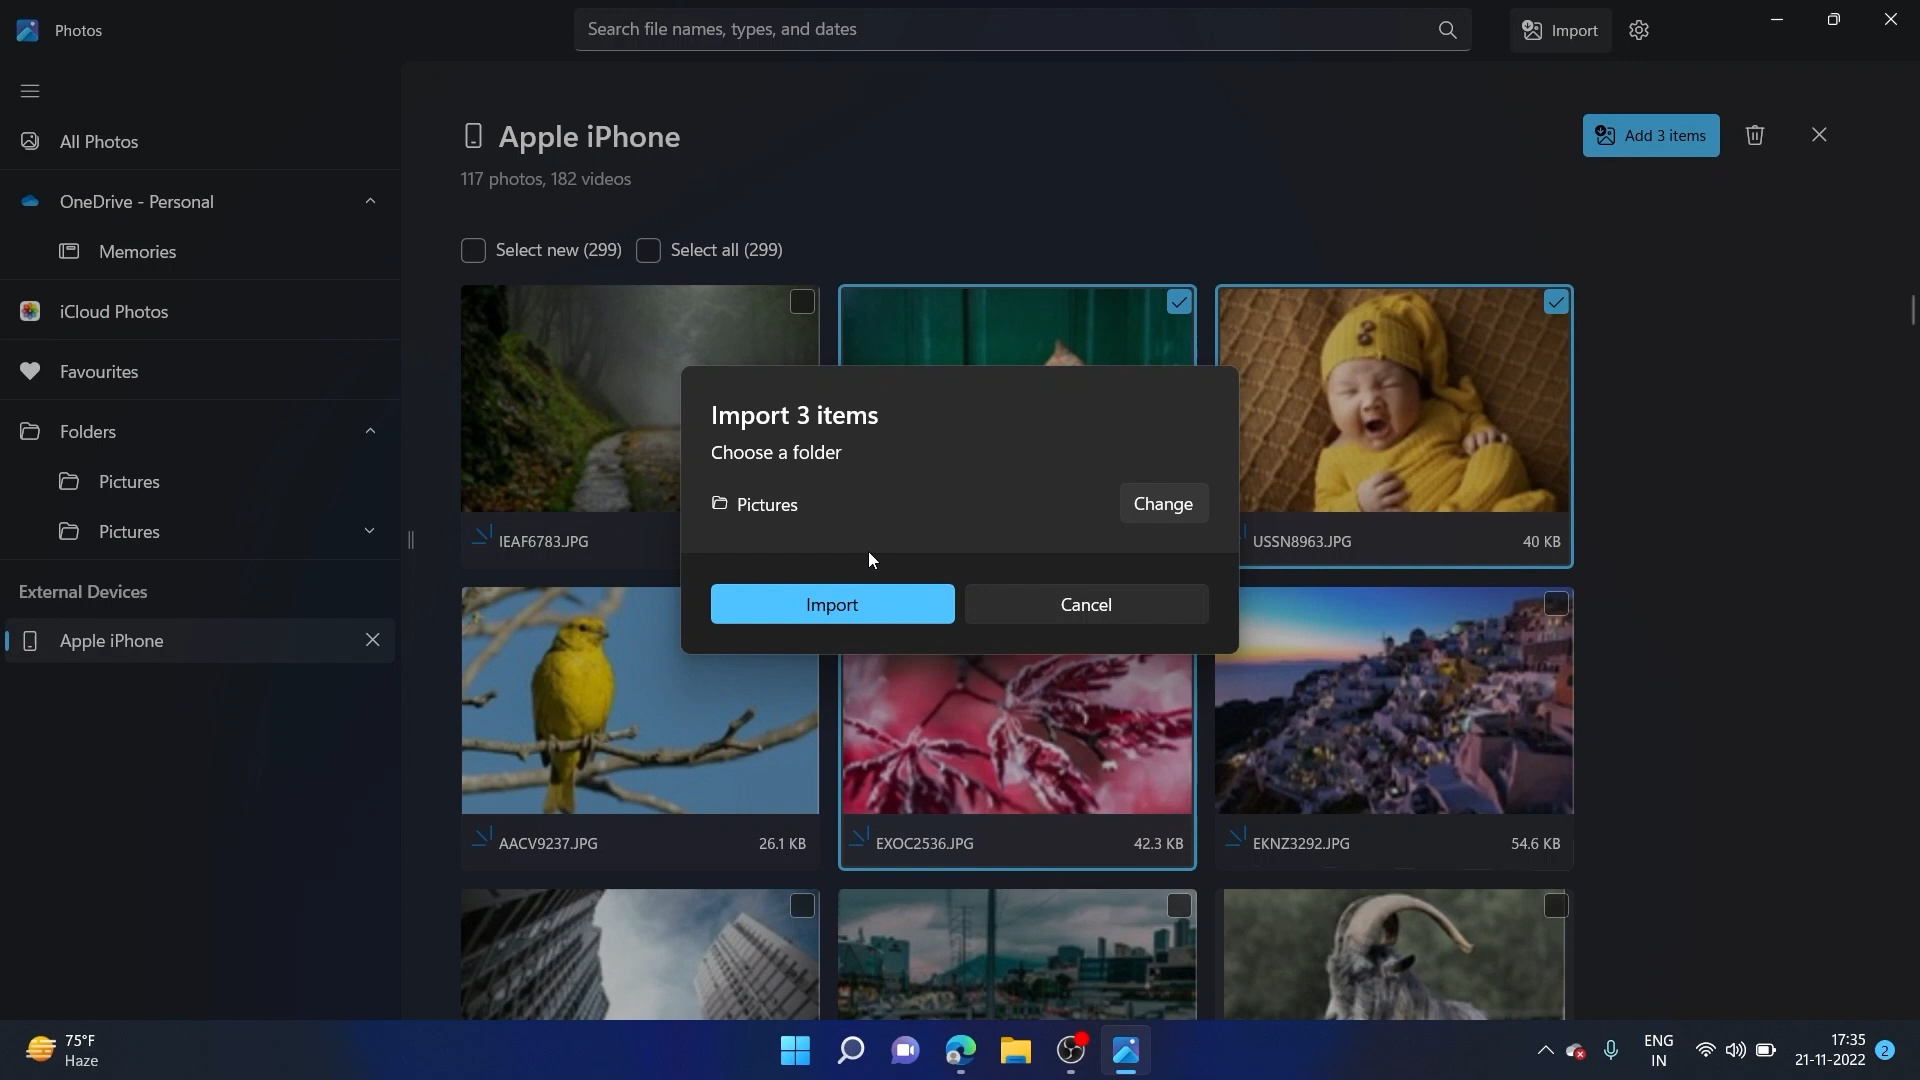 Photos
Search file names, types, and dates
Import
All Photos
OneDrive - Personal
Memories
iCloud Photos
Favourites
Folders
Pictures
Pictures
External Devices
Apple iPhone
Apple iPhone
117 photos, 182 videos
Add 3 items
Select new (299)
Select all (299)
Import 3 items
Choose a folder
Pictures
Change
Import
Cancel
IEAF6783.JPG
USSN8963.JPG
40 KB
AACV9237.JPG
26.1 KB
EXOC2536.JPG
42.3 KB
EKNZ3292.JPG
54.6 KB
75°F
Haze
ENG
IN
17:35
21-11-2022
2